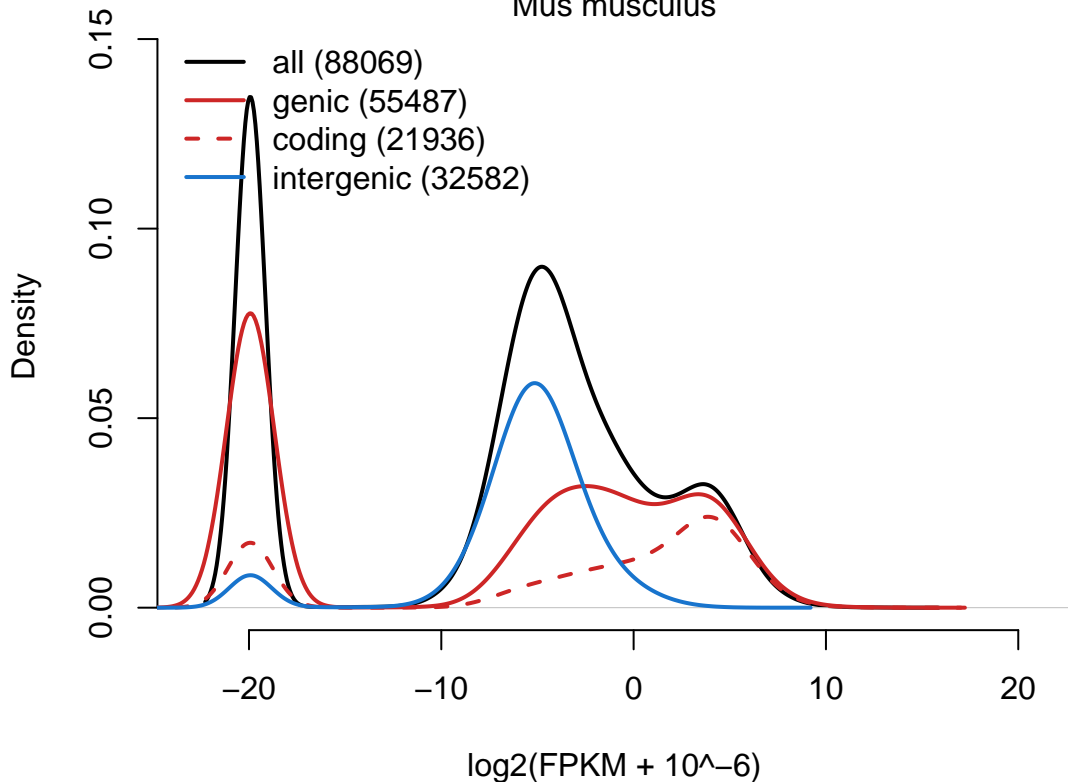 Mus musculus
0.15
all (88069)
genic (55487)
coding (21936)
intergenic (32582)
0.10
Density
0.05
0.00
−20
−10
0
10
20
log2(FPKM + 10^−6)